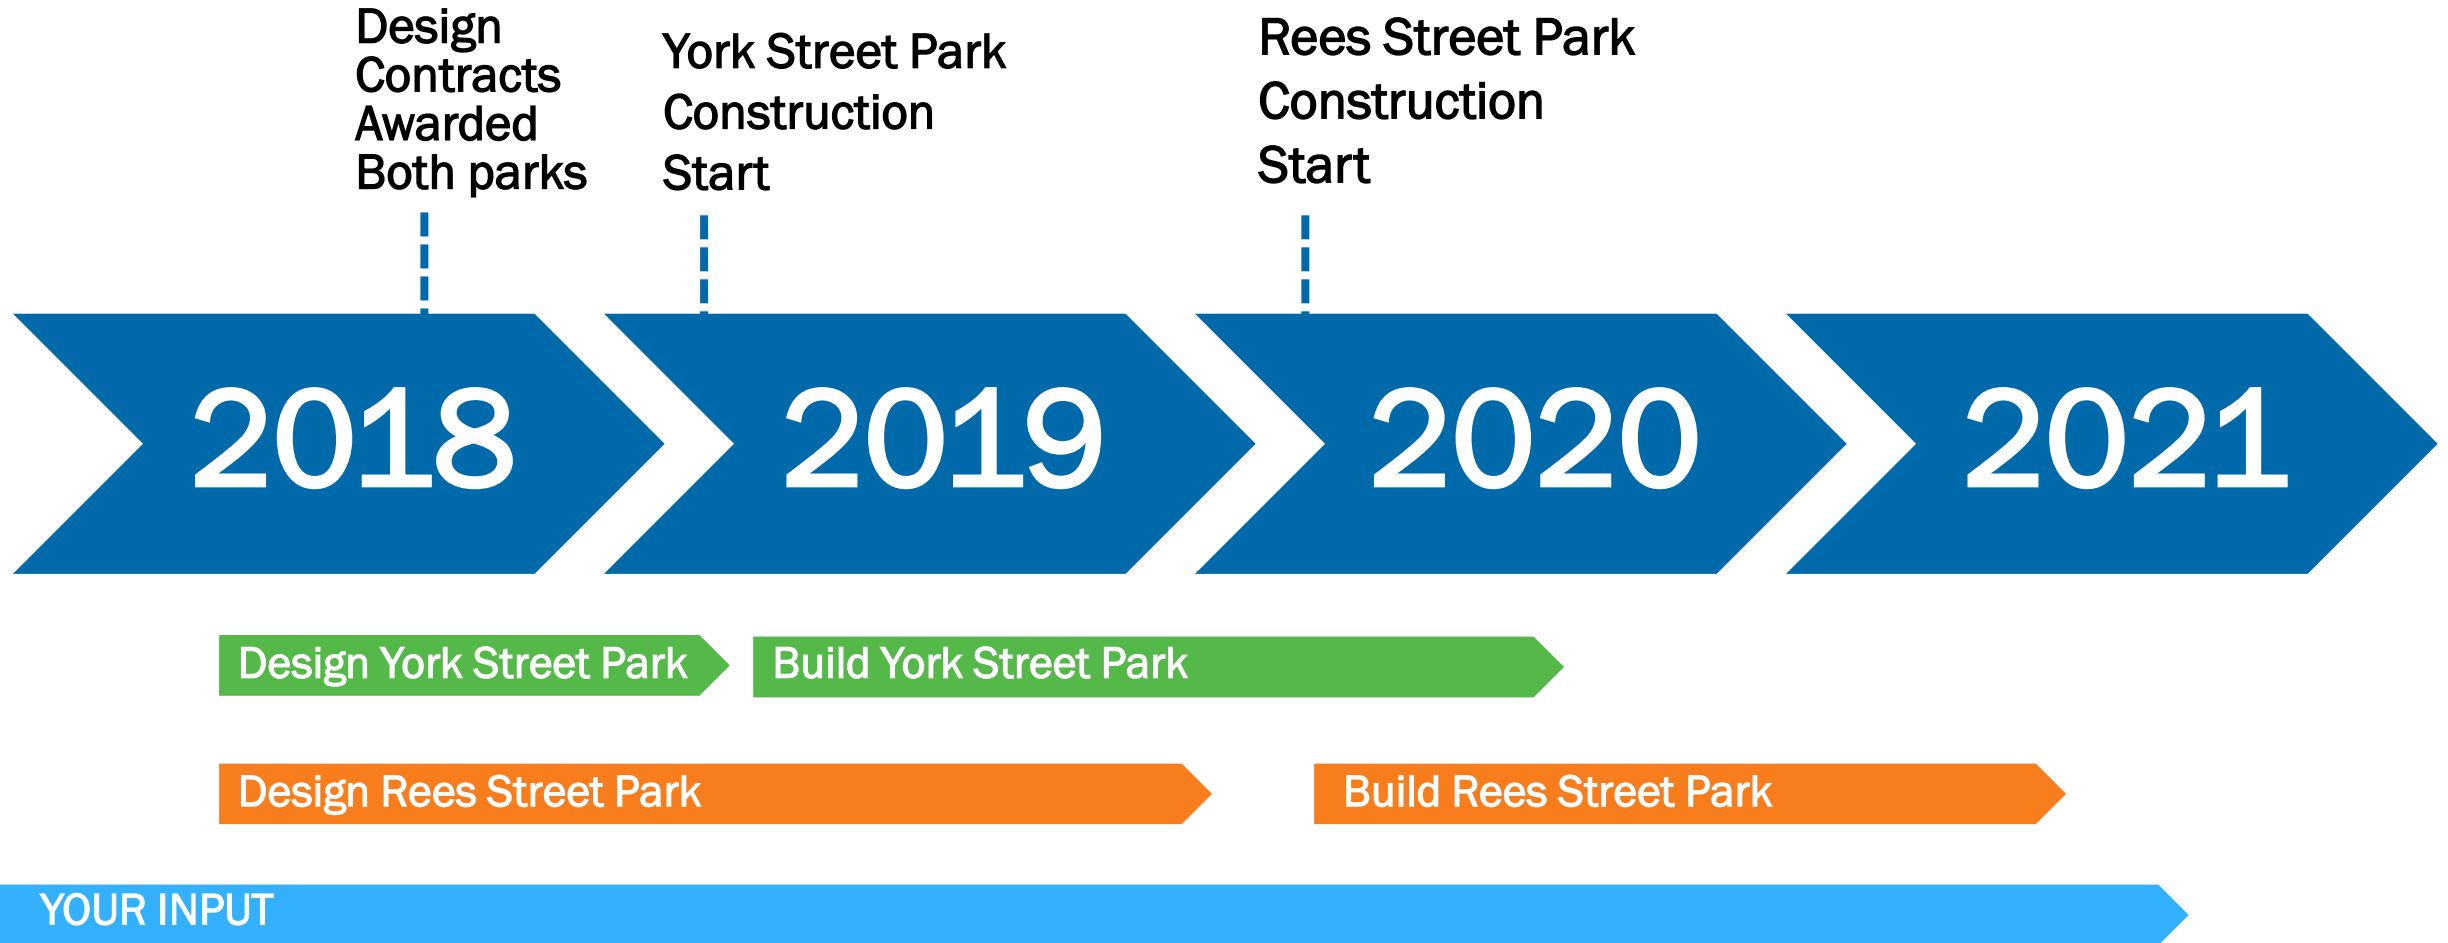 Design
Contracts
Awarded
Both parks
York Street Park
Construction
Start
Rees Street Park
Construction
Start
2018
2019
2020
2021
Design York Street Park
Build York Street Park
Design Rees Street Park
Build Rees Street Park
YOUR INPUT